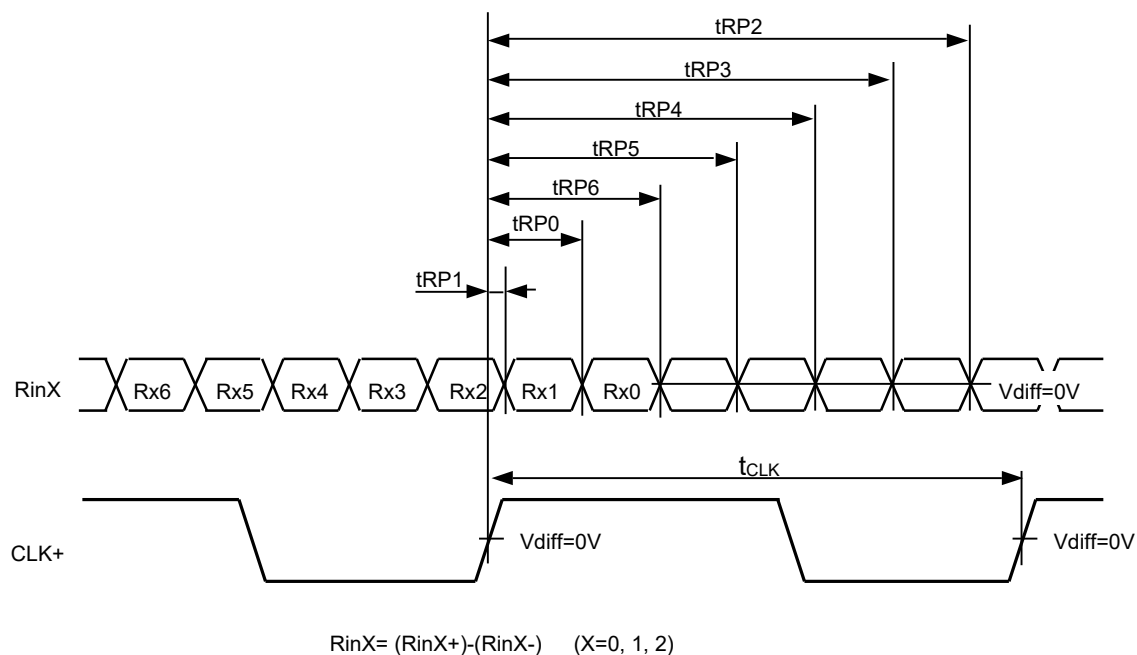 tRP2
tRP3
tRP4
tRP5
tRP6
tRP0
tRP1
RinX Rx6 Rx5 Rx4 Rx3 Rx2 Rx1 Rx0 Vdiff=0V
tCLK
CLK+ Vdiff=0V Vdiff=0V
RinX= (RinX+)-(RinX-) (X=0, 1, 2)